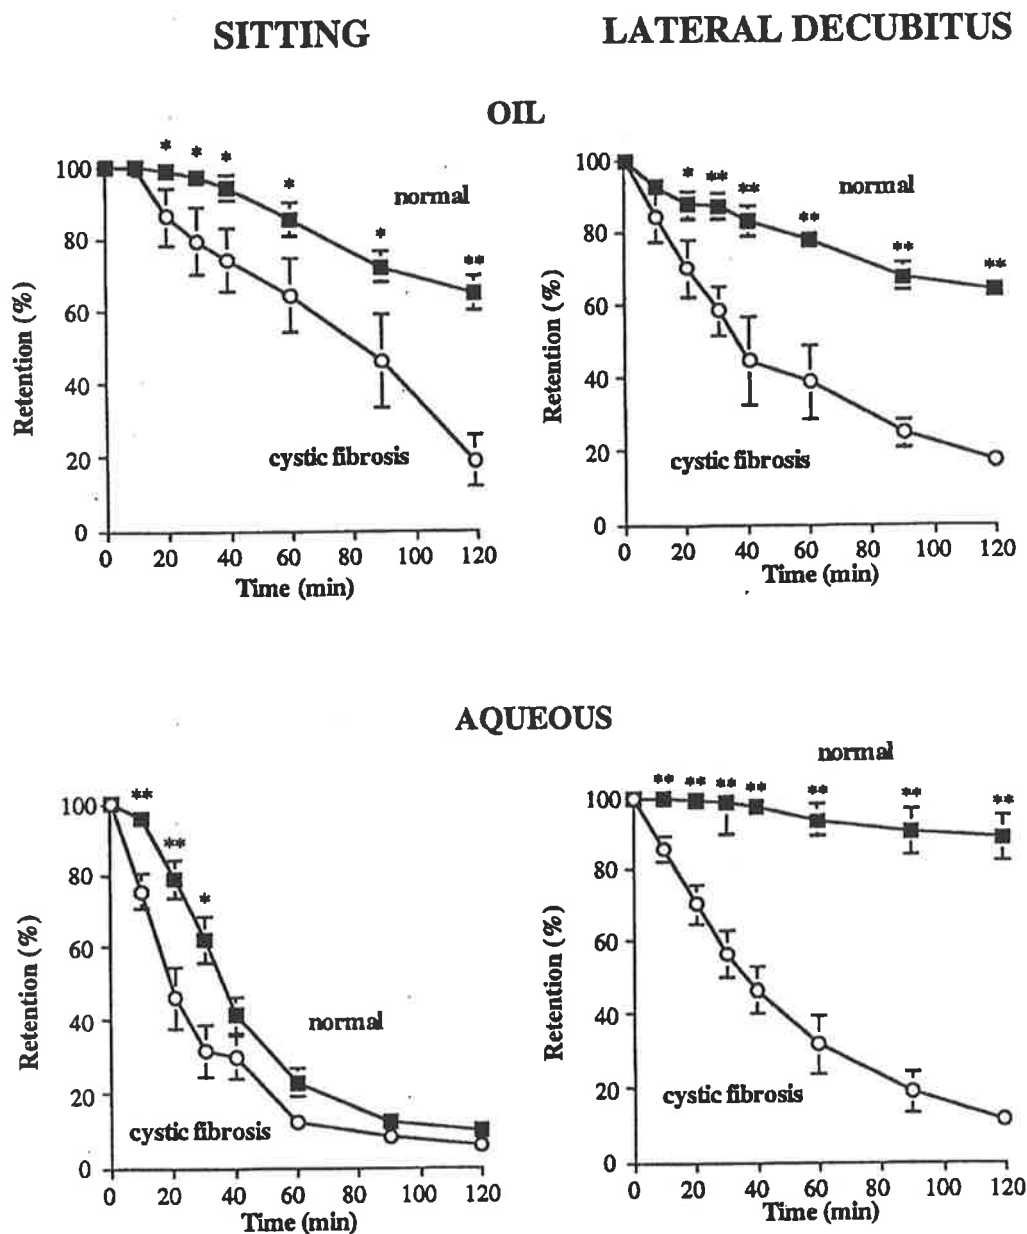 SITTING
LATERAL DECUBITUS
OIL
* * * * * **
100
80
60
40
20
0
Retention (%)
normal
cystic fibrosis
0 20 40 60 80 100 120
Time (min)
* ** ** ** ** **
100
80
60
40
20
0
Retention (%)
normal
cystic fibrosis
0 20 40 60 80 100 120
Time (min)
AQUEOUS
** ** *
100
80
60
40
20
0
Retention (%)
normal
cystic fibrosis
0 20 40 60 80 100 120
Time (min)
normal
** ** ** ** ** ** **
100
80
60
40
20
0
Retention (%)
cystic fibrosis
0 20 40 60 80 100 120
Time (min)